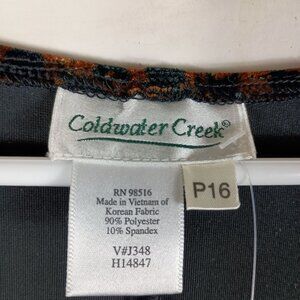 Coldwater Creek®
P16
RN 98516
Made in Vietnam of
Korean Fabric
90% Polyester
10% Spandex
V#J348
H14847